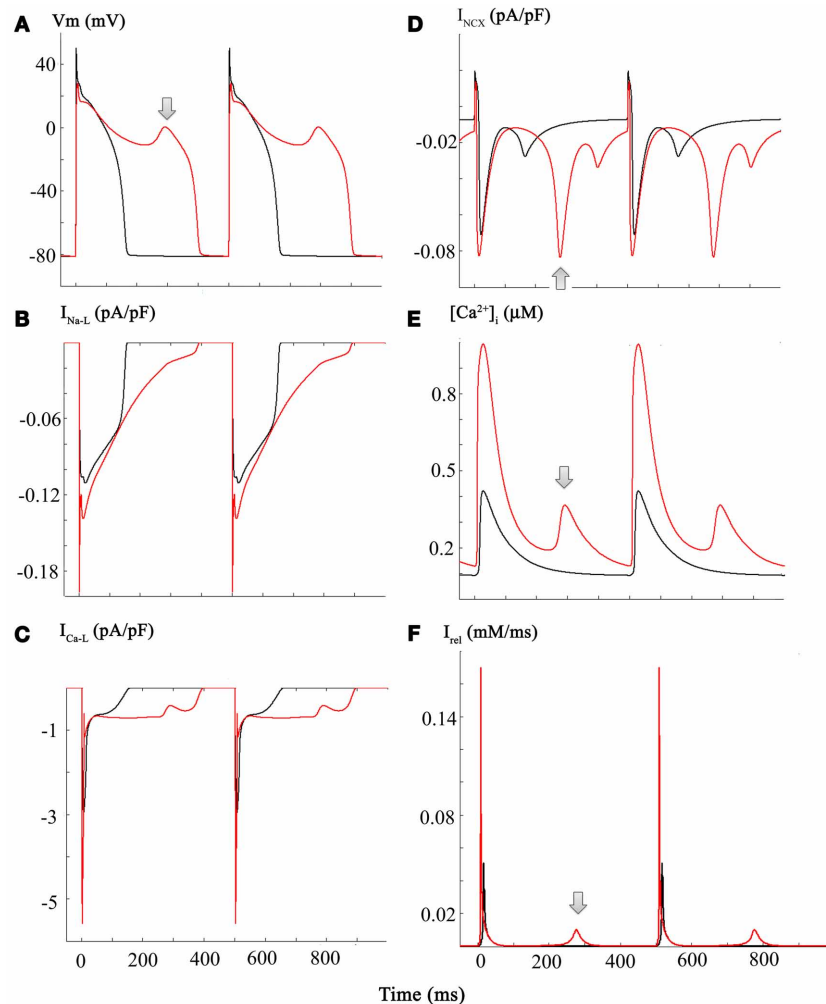 A Vm (mV)
40
0
-40
-80
B I_Na-L (pA/pF)
-0.06
-0.12
-0.18
C I_Ca-L (pA/pF)
-1
-3
-5
0 200 400 600 800
D I_NCX (pA/pF)
-0.02
-0.08
E [Ca²⁺]_i (μM)
0.8
0.5
0.2
F I_rel (mM/ms)
0.14
0.08
0.02
0 200 400 600 800
Time (ms)